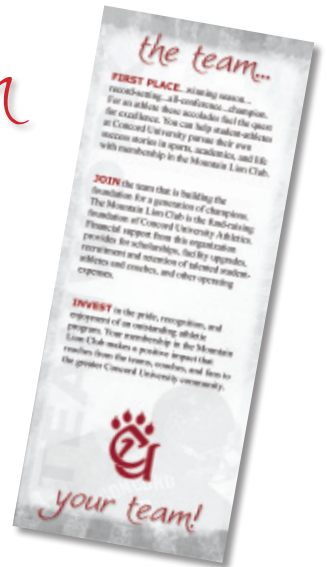 the team...
FIRST PLACE...winning season...
record-setting...all-conference...champion.
For an athlete these accolades fuel the quest
for excellence. You can help student-athletes
at Concord University pursue their own
success stories in sports, academics, and life
with membership in the Mountain Lion Club.
JOIN the team that is building the
foundation for a generation of champions.
The Mountain Lion Club is the fund-raising
foundation of Concord University Athletics.
Financial support from this organization
provides for scholarships, facility upgrades,
recruitment and retention of talented student-
athletes and coaches, and other operating
expenses.
INVEST in the pride, recognition, and
enjoyment of an outstanding athletic
program. Your membership in the Mountain
Lion Club makes a positive impact that
reaches from the teams, coaches, and fans to
the greater Concord University community.
TEA
CU
CONCORD
your team!